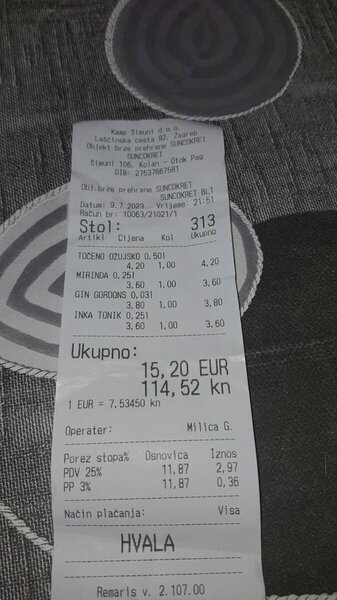 Kamp Šimuni d.o.o.
Laščinska cesta 92, Zagreb
Objekt brze prehrane SUNCOKRET
SUNCOKRET
Šimuni 106, Kolan - Otok Pag
OIB: 27537667581
Obj.brze prehrane SUNCOKRET
SUNCOKRET BL1
Datum: 9.7.2023 Vrijeme: 21:51
Račun br: 10063/21021/1
Stol: 313
Artikl Cijena Kol Ukupno
TOČENO OŽUJSKO 0,50l
4,20 1,00 4,20
MIRINDA 0,25l
3,60 1,00 3,60
GIN GORDONS 0,03l
3,80 1,00 3,80
INKA TONIK 0,25l
3,60 1,00 3,60
Ukupno:
15,20 EUR
114,52 kn
1 EUR = 7,53450 kn
Operater: Milica G.
Porez stopa% Osnovica Iznos
PDV 25% 11,87 2,97
PP 3% 11,87 0,36
Način plaćanja: Visa
HVALA
Remaris v. 2.107.00